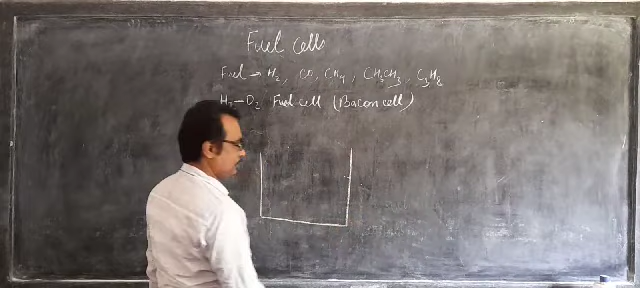 Fuel cells
Fuel → H₂, CO, CH₄, CH₃CH₃, C₃H₈
H₂-O₂ Fuel cell (Bacon cell)